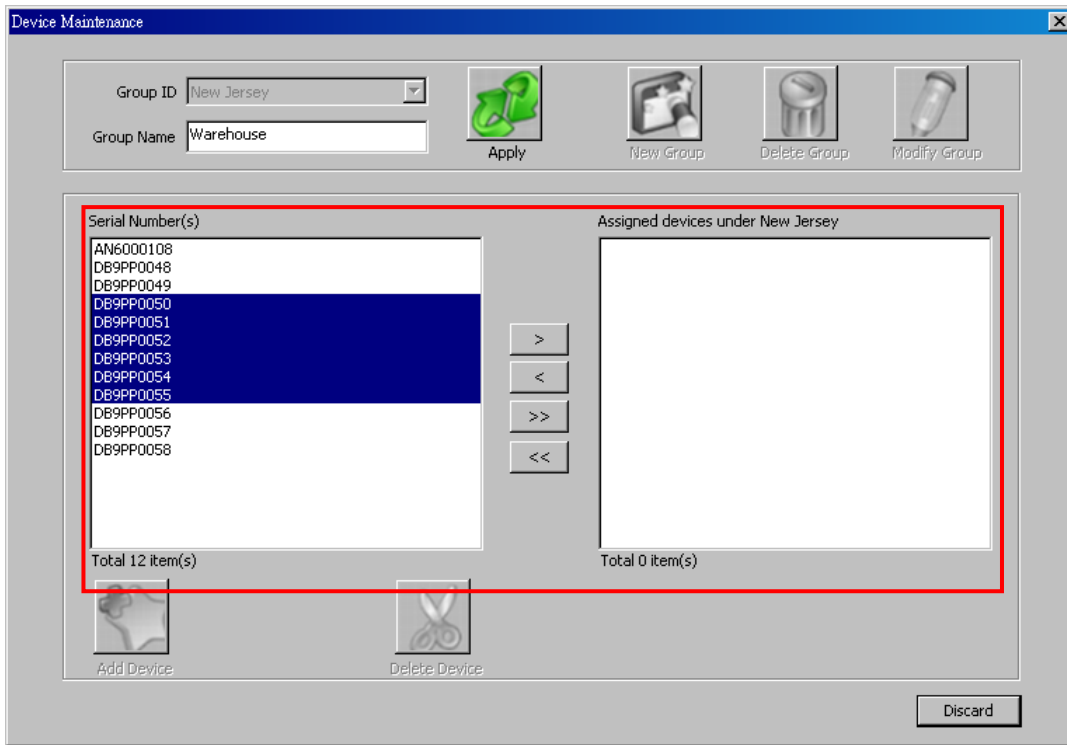 Device Maintenance
Group ID New Jersey
Group Name Warehouse
Apply
New Group
Delete Group
Modify Group
Serial Number(s)
AN6000108
DB9PP0048
DB9PP0049
DB9PP0050
DB9PP0051
DB9PP0052
DB9PP0053
DB9PP0054
DB9PP0055
DB9PP0056
DB9PP0057
DB9PP0058
Total 12 item(s)
>
<
>>
<<
Assigned devices under New Jersey
Total 0 item(s)
Add Device
Delete Device
Discard